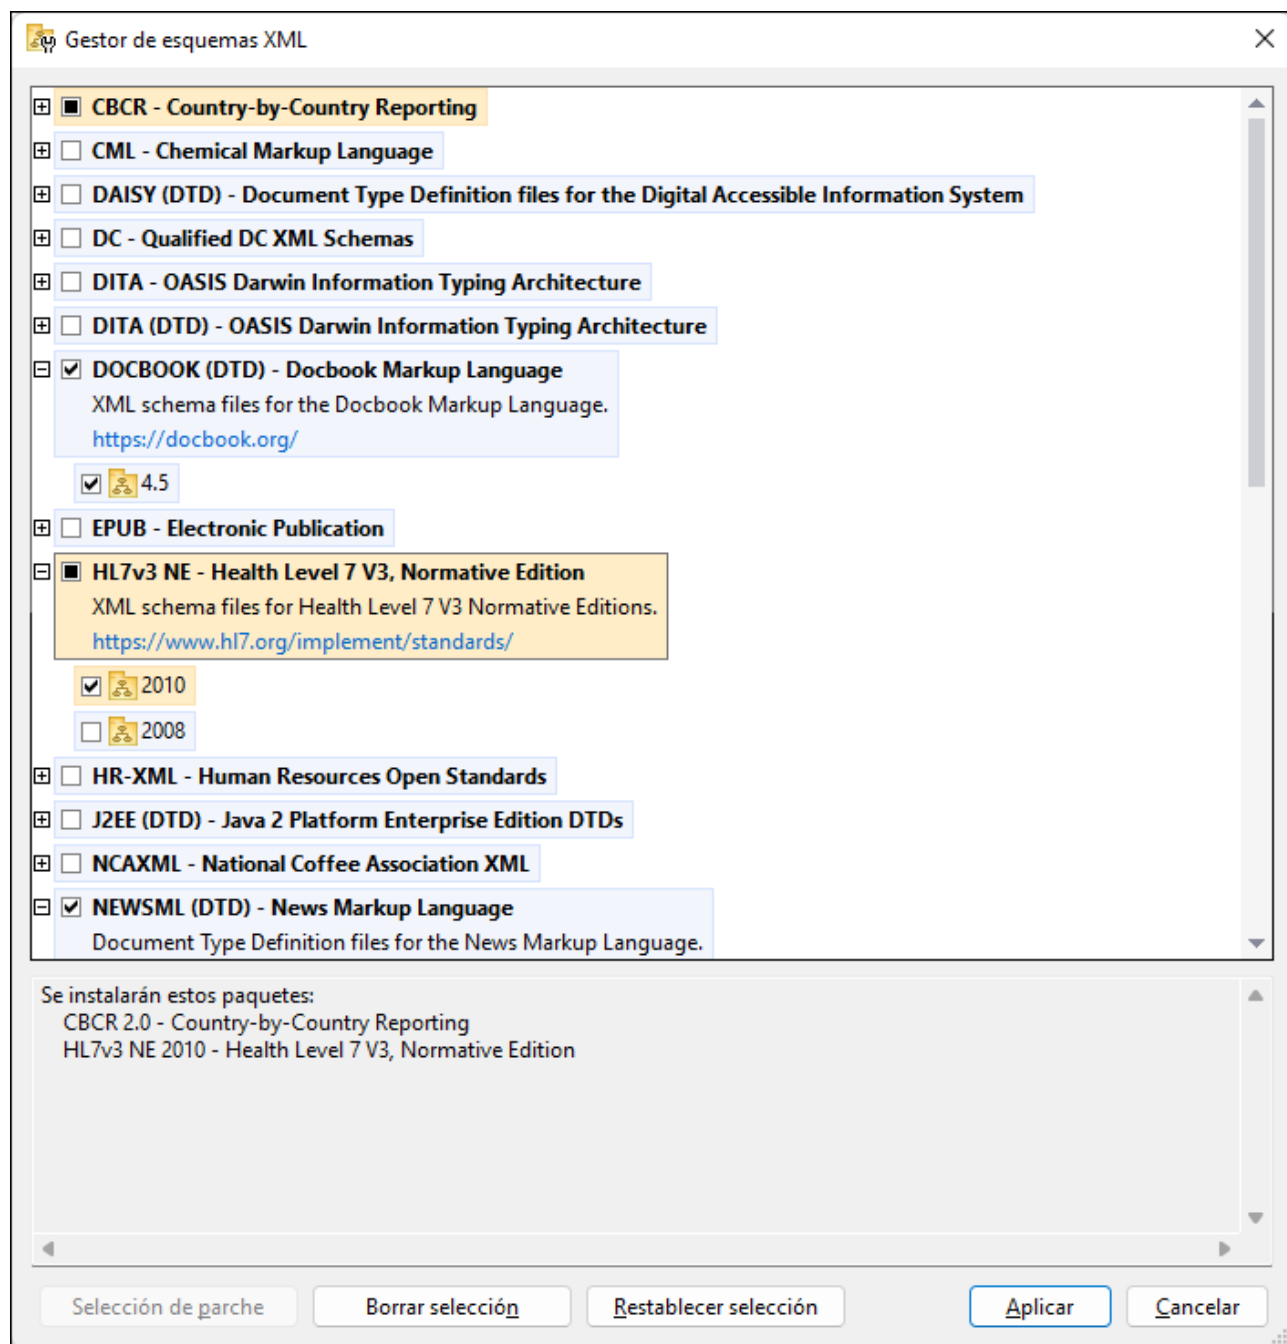 Gestor de esquemas XML
CBCR - Country-by-Country Reporting
CML - Chemical Markup Language
DAISY (DTD) - Document Type Definition files for the Digital Accessible Information System
DC - Qualified DC XML Schemas
DITA - OASIS Darwin Information Typing Architecture
DITA (DTD) - OASIS Darwin Information Typing Architecture
DOCBOOK (DTD) - Docbook Markup Language
XML schema files for the Docbook Markup Language.
https://docbook.org/
4.5
EPUB - Electronic Publication
HL7v3 NE - Health Level 7 V3, Normative Edition
XML schema files for Health Level 7 V3 Normative Editions.
https://www.hl7.org/implement/standards/
2010
2008
HR-XML - Human Resources Open Standards
J2EE (DTD) - Java 2 Platform Enterprise Edition DTDs
NCAXML - National Coffee Association XML
NEWSML (DTD) - News Markup Language
Document Type Definition files for the News Markup Language.
Se instalarán estos paquetes:
CBCR 2.0 - Country-by-Country Reporting
HL7v3 NE 2010 - Health Level 7 V3, Normative Edition
Selección de parche Borrar selección Restablecer selección Aplicar Cancelar